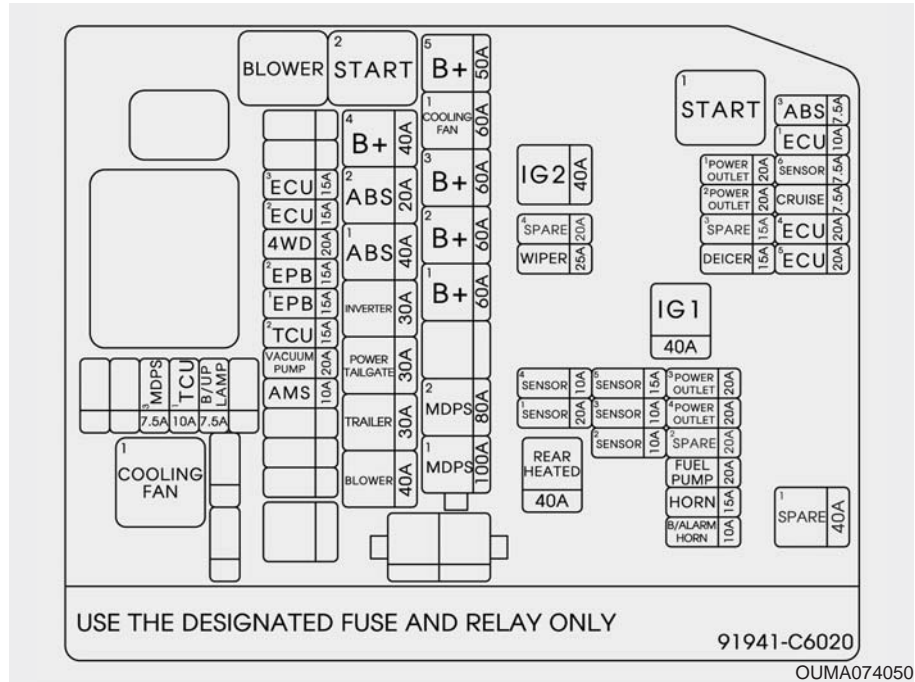 BLOWER
2
START
5
B+
50A
1
COOLING
FAN
60A
3
B+
60A
2
B+
60A
1
B+
60A
2
MDPS
80A
1
MDPS
100A
4
B+
40A
2
ABS
20A
1
ABS
40A
INVERTER
30A
POWER
TAILGATE
30A
TRAILER
30A
BLOWER
40A
3
ECU
15A
2
ECU
15A
4WD
20A
2
EPB
15A
1
EPB
15A
2
TCU
15A
VACUUM
PUMP
20A
AMS
10A
3
MDPS
7.5A
1
TCU
10A
B/UP
LAMP
7.5A
1
COOLING
FAN
IG2
40A
4
SPARE
20A
WIPER
25A
1
START
3
ABS
7.5A
1
ECU
10A
1
POWER
OUTLET
20A
6
SENSOR
7.5A
2
POWER
OUTLET
20A
CRUISE
7.5A
3
SPARE
15A
4
ECU
20A
DEICER
15A
5
ECU
20A
IG1
40A
4
SENSOR
10A
5
SENSOR
15A
3
POWER
OUTLET
20A
1
SENSOR
20A
3
SENSOR
10A
4
POWER
OUTLET
20A
2
SENSOR
10A
2
SPARE
20A
REAR
HEATED
40A
FUEL
PUMP
20A
HORN
15A
B/ALARM
HORN
10A
1
SPARE
40A
USE THE DESIGNATED FUSE AND RELAY ONLY
91941-C6020
OUMA074050